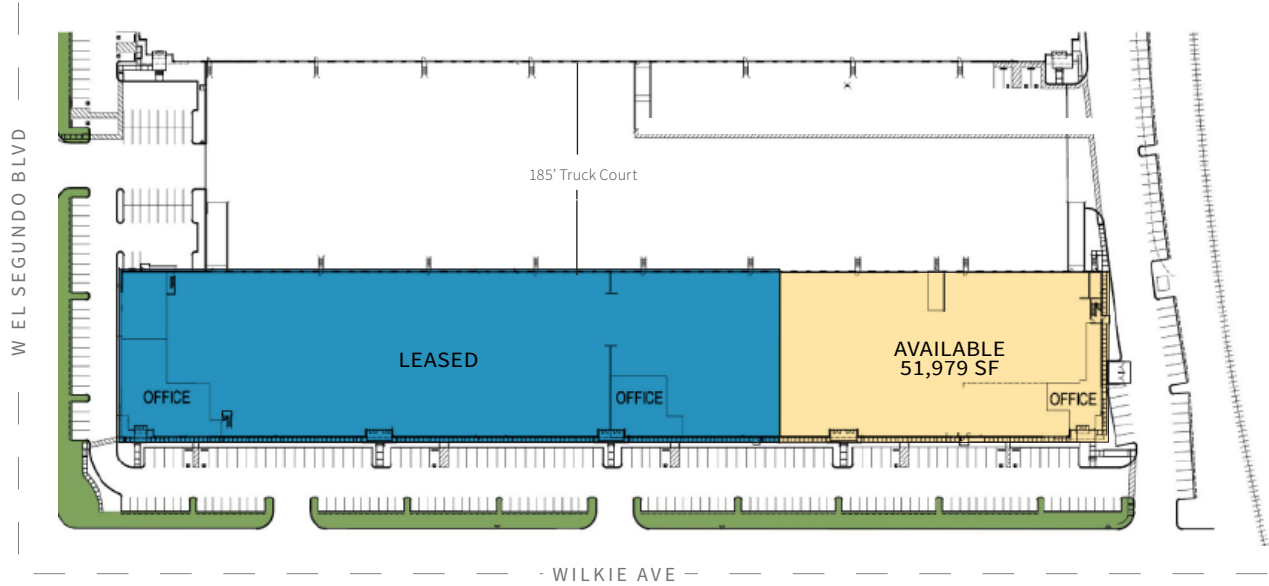 W EL SEGUNDO BLVD
185' Truck Court
LEASED
AVAILABLE
51,979 SF
OFFICE
OFFICE
OFFICE
WILKIE AVE